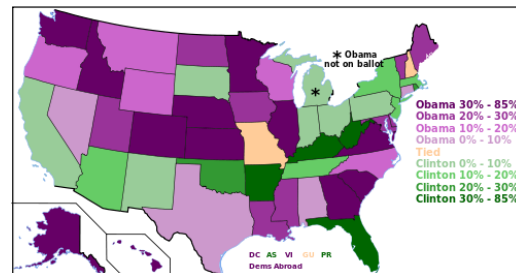 * Obama
not on ballot
*
Obama 30% - 85%
Obama 20% - 30%
Obama 10% - 20%
Obama 0% - 10%
Tied
Clinton 0% - 10%
Clinton 10% - 20%
Clinton 20% - 30%
Clinton 30% - 85%
DC AS VI GU PR
Dems Abroad